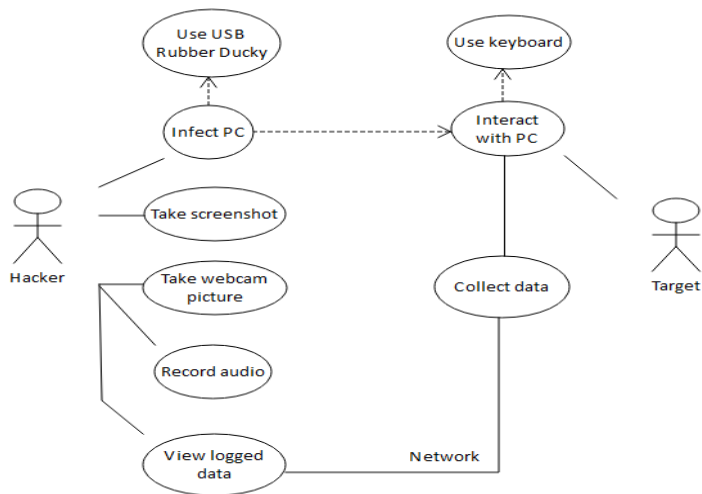 Use USB
Rubber Ducky
Use keyboard
Infect PC
Interact
with PC
Take screenshot
Hacker
Take webcam
picture
Collect data
Target
Record audio
View logged
data
Network